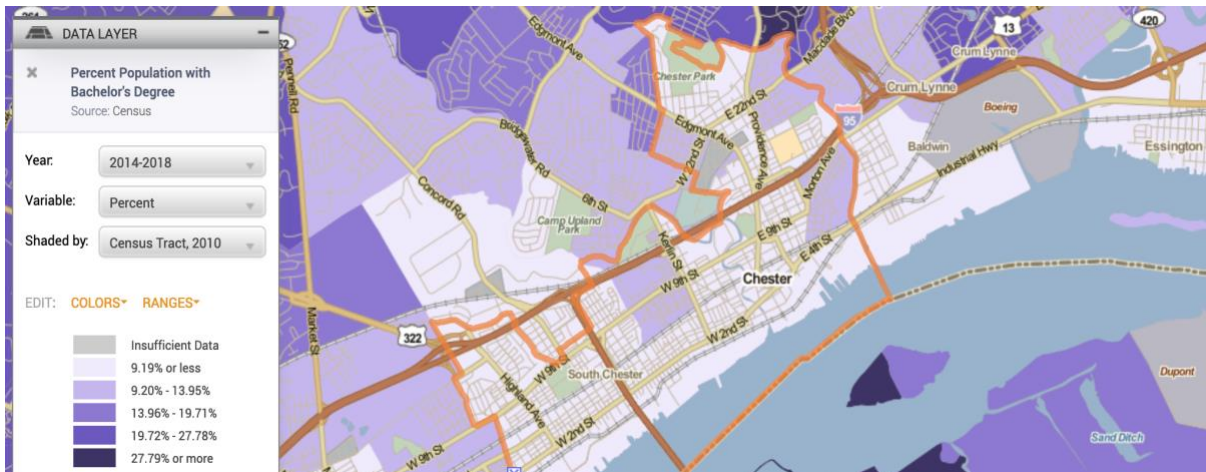 DATA LAYER
Percent Population with
Bachelor's Degree
Source: Census
Year:
2014-2018
Variable:
Percent
Shaded by:
Census Tract, 2010
EDIT: COLORS RANGES
Insufficient Data
9.19% or less
9.20% - 13.95%
13.96% - 19.71%
19.72% - 27.78%
27.79% or more
Pennell Rd
Edgmont Ave
Macdade Blvd
13
420
Crum Lynne
Chester Park
Crum Lynne
E 22nd St
Boeing
95
Edgmont Ave
Providence Ave
Bridgewater Rd
W 22nd St
Baldwin
Essington
Industrial Hwy
Morton Ave
Concord Rd
6th St
Camp Upland
Park
Kerlin St
E 9th St
E 4th St
Chester
W 9th St
Market St
322
W 2nd St
South Chester
W 9th St
Highland Ave
Dupont
W 2nd St
W 9th St
Sand Ditch